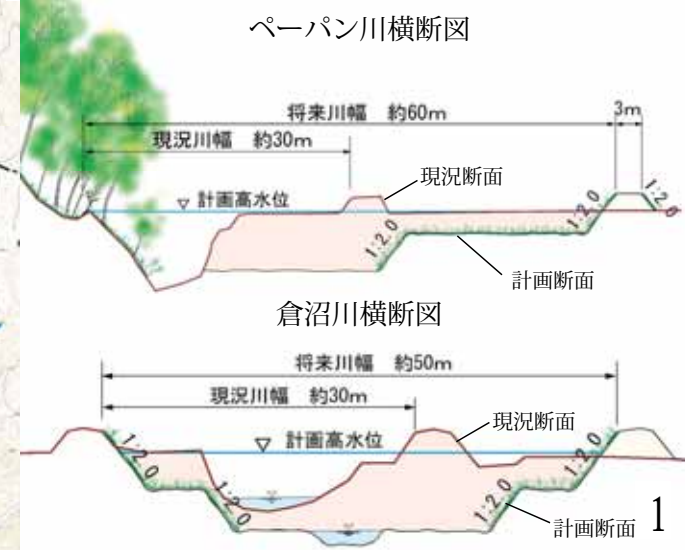 ペーパン川横断図
将来川幅 約60m
3m
現況川幅 約30m
現況断面
▽ 計画高水位
1:2.0
1:2.0
1:2.0
計画断面
倉沼川横断図
将来川幅 約50m
現況川幅 約30m
現況断面
▽ 計画高水位
1:2.0
1:2.0
1:2.0
1:2.0
計画断面
1